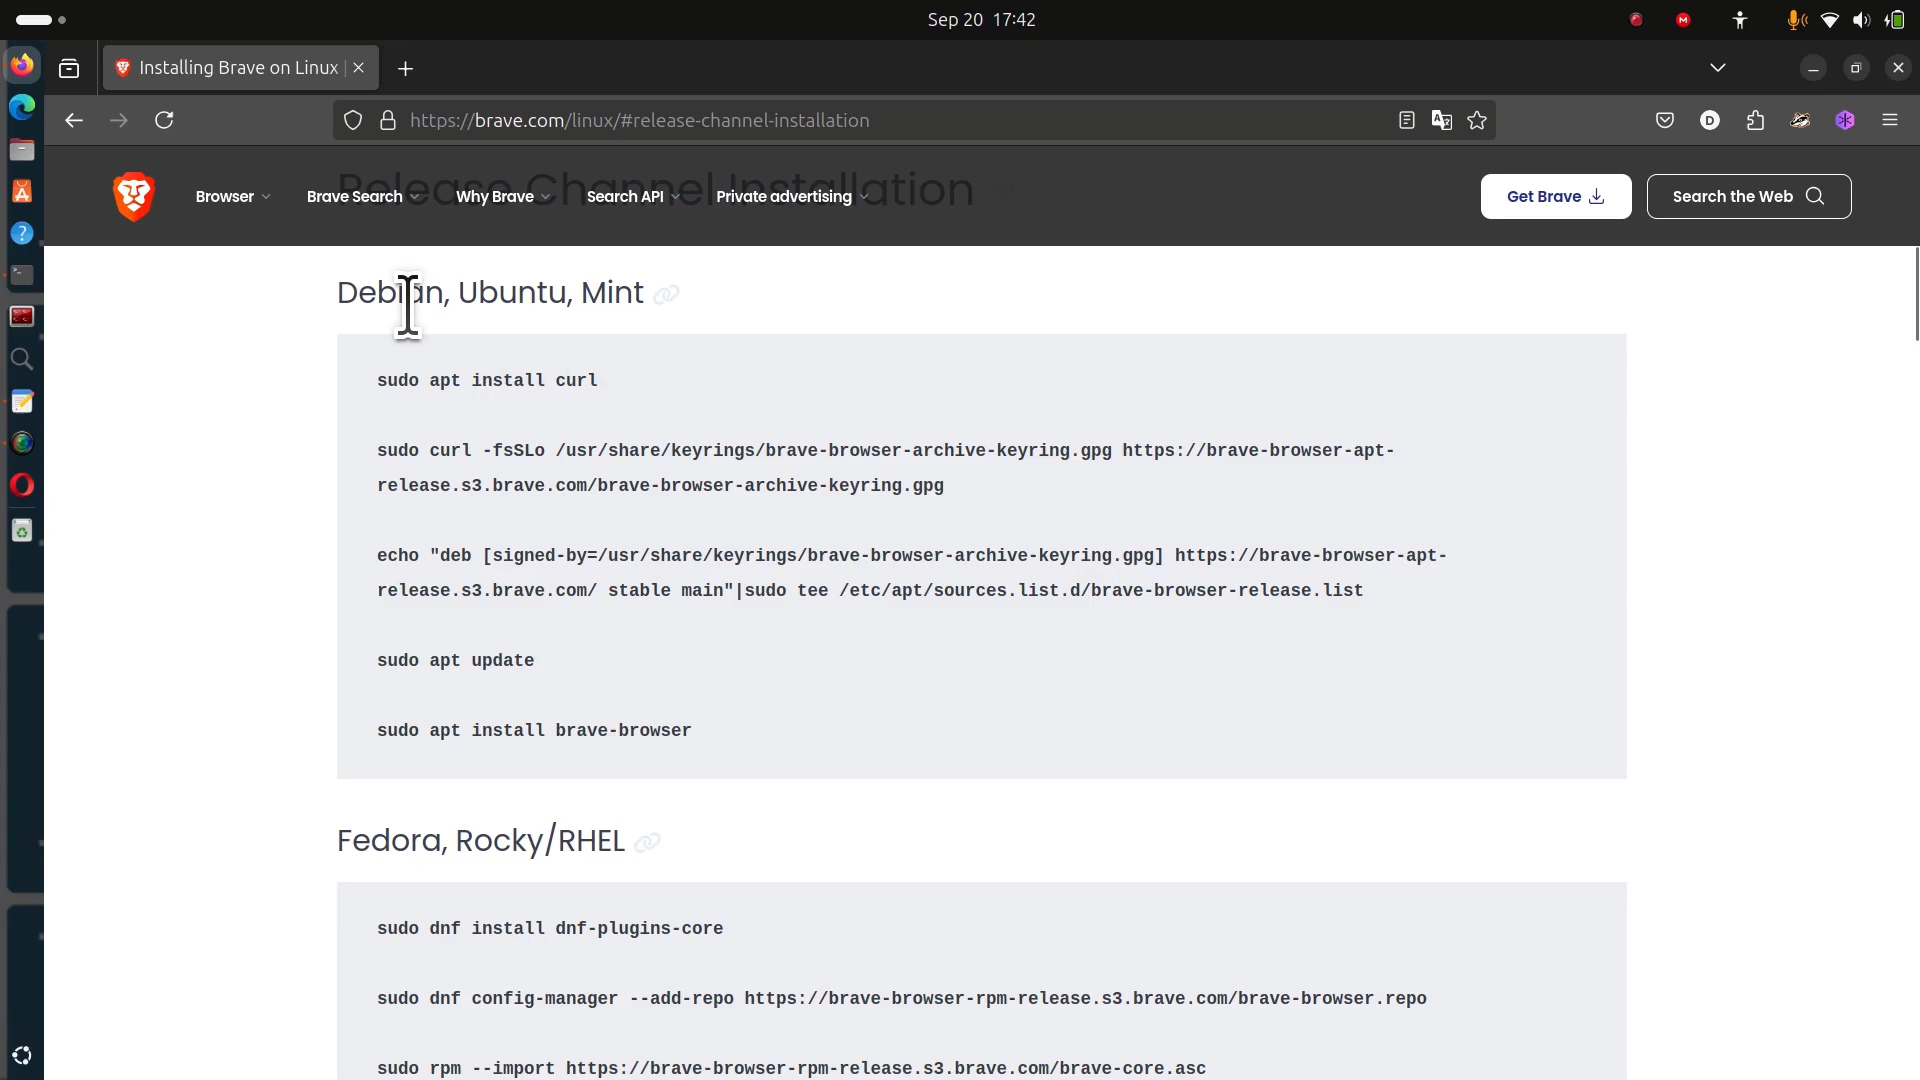 Sep 20 17:42
Installing Brave on Linux |
https://brave.com/linux/#release-channel-installation
Release Channel Installation
Browser
Brave Search
Why Brave
Search API
Private advertising
Get Brave
Search the Web
Debian, Ubuntu, Mint
sudo apt install curl
sudo curl -fsSLo /usr/share/keyrings/brave-browser-archive-keyring.gpg https://brave-browser-apt-
release.s3.brave.com/brave-browser-archive-keyring.gpg
echo "deb [signed-by=/usr/share/keyrings/brave-browser-archive-keyring.gpg] https://brave-browser-apt-
release.s3.brave.com/ stable main"|sudo tee /etc/apt/sources.list.d/brave-browser-release.list
sudo apt update
sudo apt install brave-browser
Fedora, Rocky/RHEL
sudo dnf install dnf-plugins-core
sudo dnf config-manager --add-repo https://brave-browser-rpm-release.s3.brave.com/brave-browser.repo
sudo rpm --import https://brave-browser-rpm-release.s3.brave.com/brave-core.asc